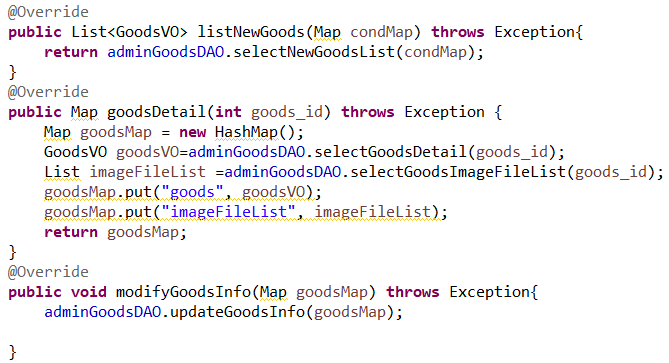 @Override
public List<GoodsVO> listNewGoods(Map condMap) throws Exception{
    return adminGoodsDAO.selectNewGoodsList(condMap);
}
@Override
public Map goodsDetail(int goods_id) throws Exception {
    Map goodsMap = new HashMap();
    GoodsVO goodsVO=adminGoodsDAO.selectGoodsDetail(goods_id);
    List imageFileList =adminGoodsDAO.selectGoodsImageFileList(goods_id);
    goodsMap.put("goods", goodsVO);
    goodsMap.put("imageFileList", imageFileList);
    return goodsMap;
}
@Override
public void modifyGoodsInfo(Map goodsMap) throws Exception{
    adminGoodsDAO.updateGoodsInfo(goodsMap);
}